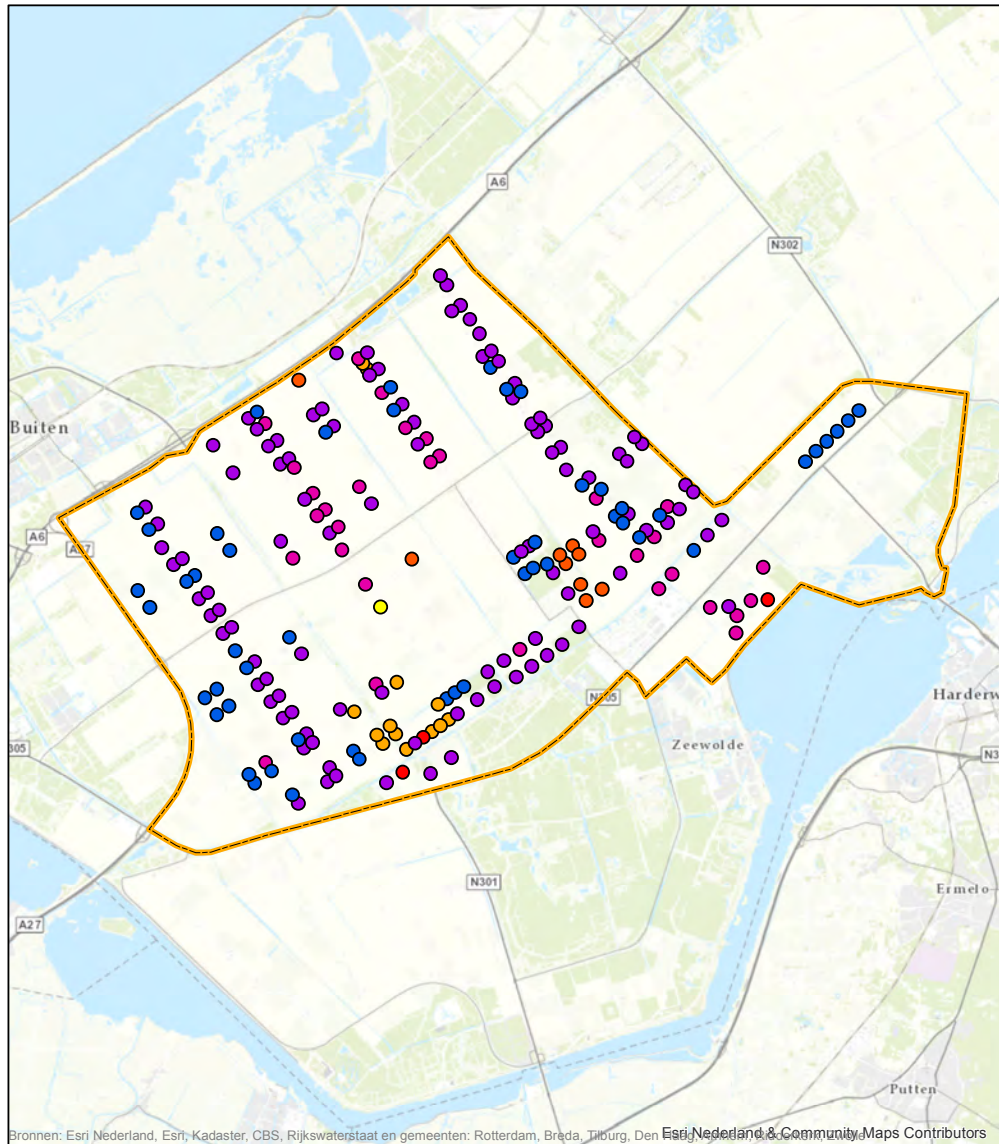 A6
N302
Buiten
A6
A27
Harderw
N305
305
Zeewolde
N3
N301
Ermelo
A27
Putten
Bronnen: Esri Nederland, Esri, Kadaster, CBS, Rijkswaterstaat en gemeenten: Rotterdam, Breda, Tilburg, Den
Esri Nederland & Community Maps Contributors